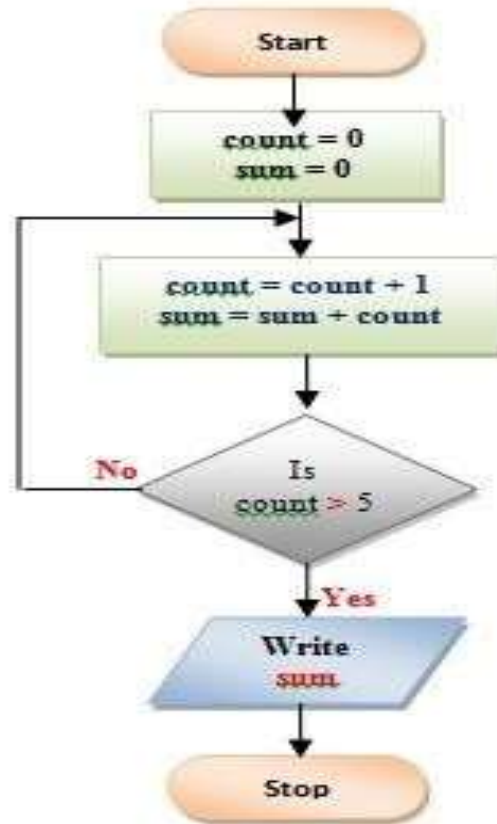 Start
count = 0
sum = 0
count = count + 1
sum = sum + count
No
Is
count > 5
Yes
Write
sum
Stop